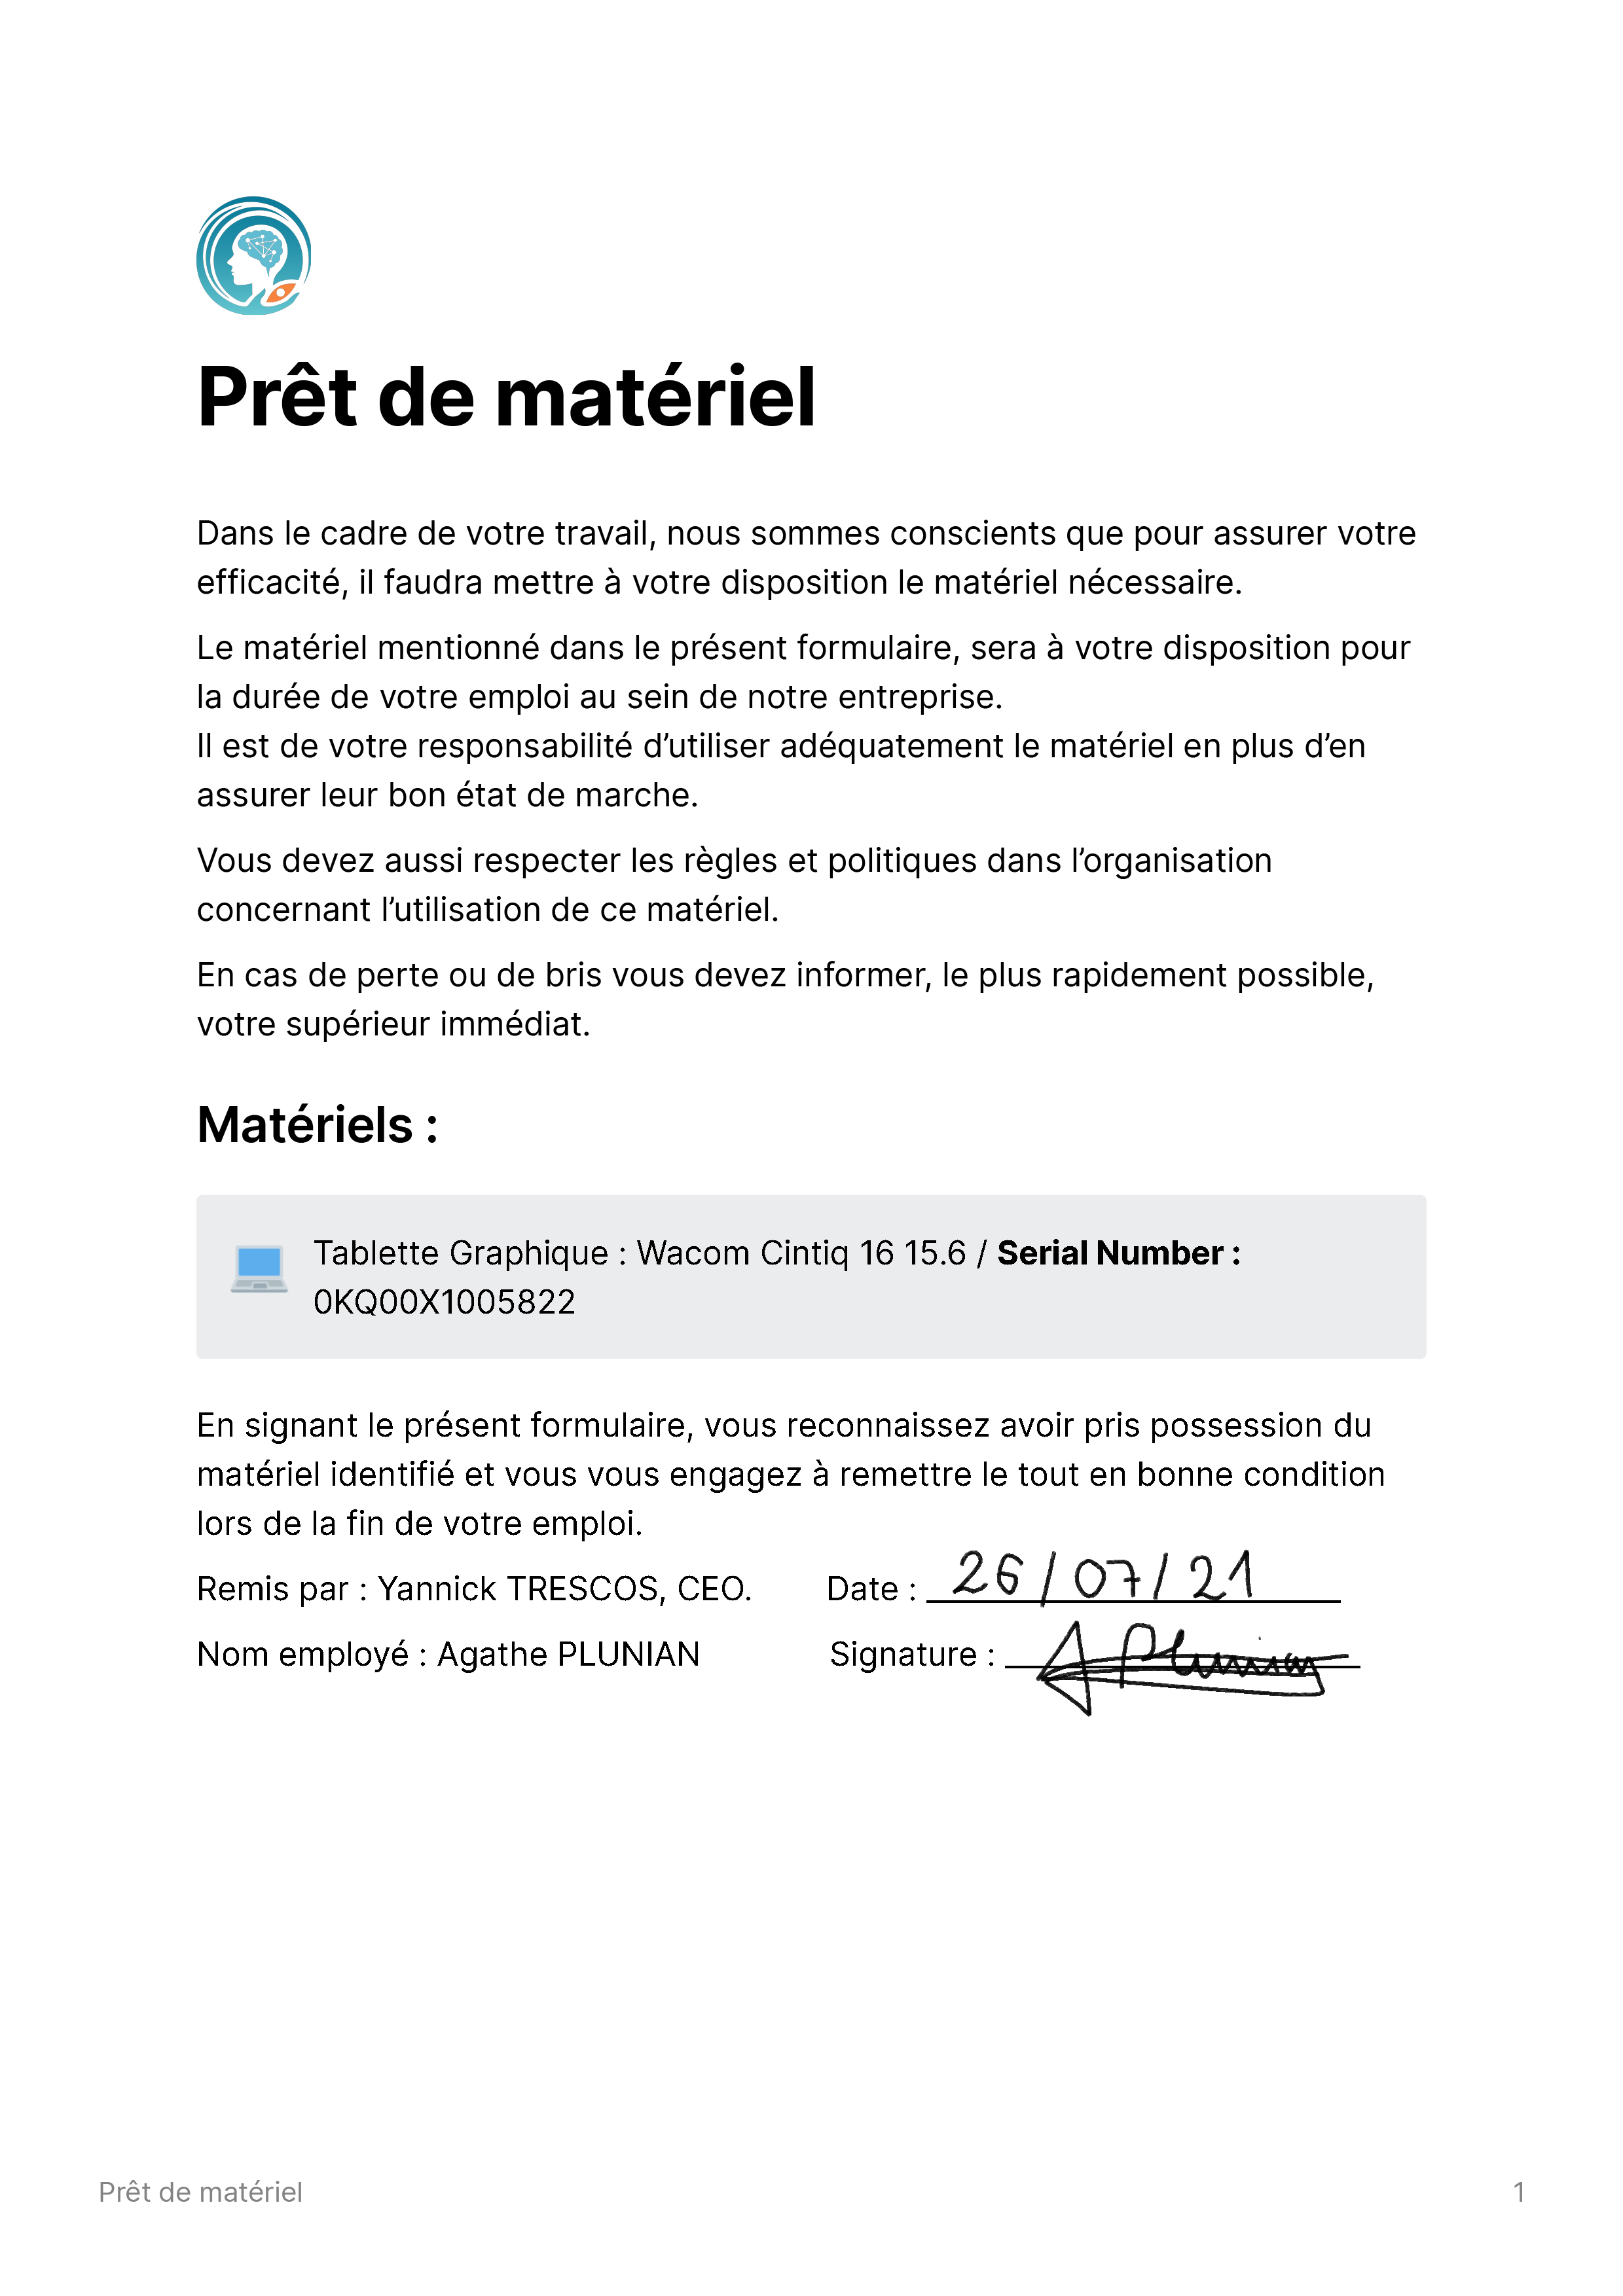 Prêt de matériel
Dans le cadre de votre travail, nous sommes conscients que pour assurer votre
efficacité, il faudra mettre à votre disposition le matériel nécessaire.
Le matériel mentionné dans le présent formulaire, sera à votre disposition pour
la durée de votre emploi au sein de notre entreprise.
Il est de votre responsabilité d’utiliser adéquatement le matériel en plus d’en
assurer leur bon état de marche.
Vous devez aussi respecter les règles et politiques dans l’organisation
concernant l’utilisation de ce matériel.
En cas de perte ou de bris vous devez informer, le plus rapidement possible,
votre supérieur immédiat.
Matériels :
Tablette Graphique : Wacom Cintiq 16 15.6 / Serial Number :
0KQ00X1005822
En signant le présent formulaire, vous reconnaissez avoir pris possession du
matériel identifié et vous vous engagez à remettre le tout en bonne condition
lors de la fin de votre emploi.
Remis par : Yannick TRESCOS, CEO. Date : 26/07/21
Nom employé : Agathe PLUNIAN Signature : A Plunian
Prêt de matériel 1